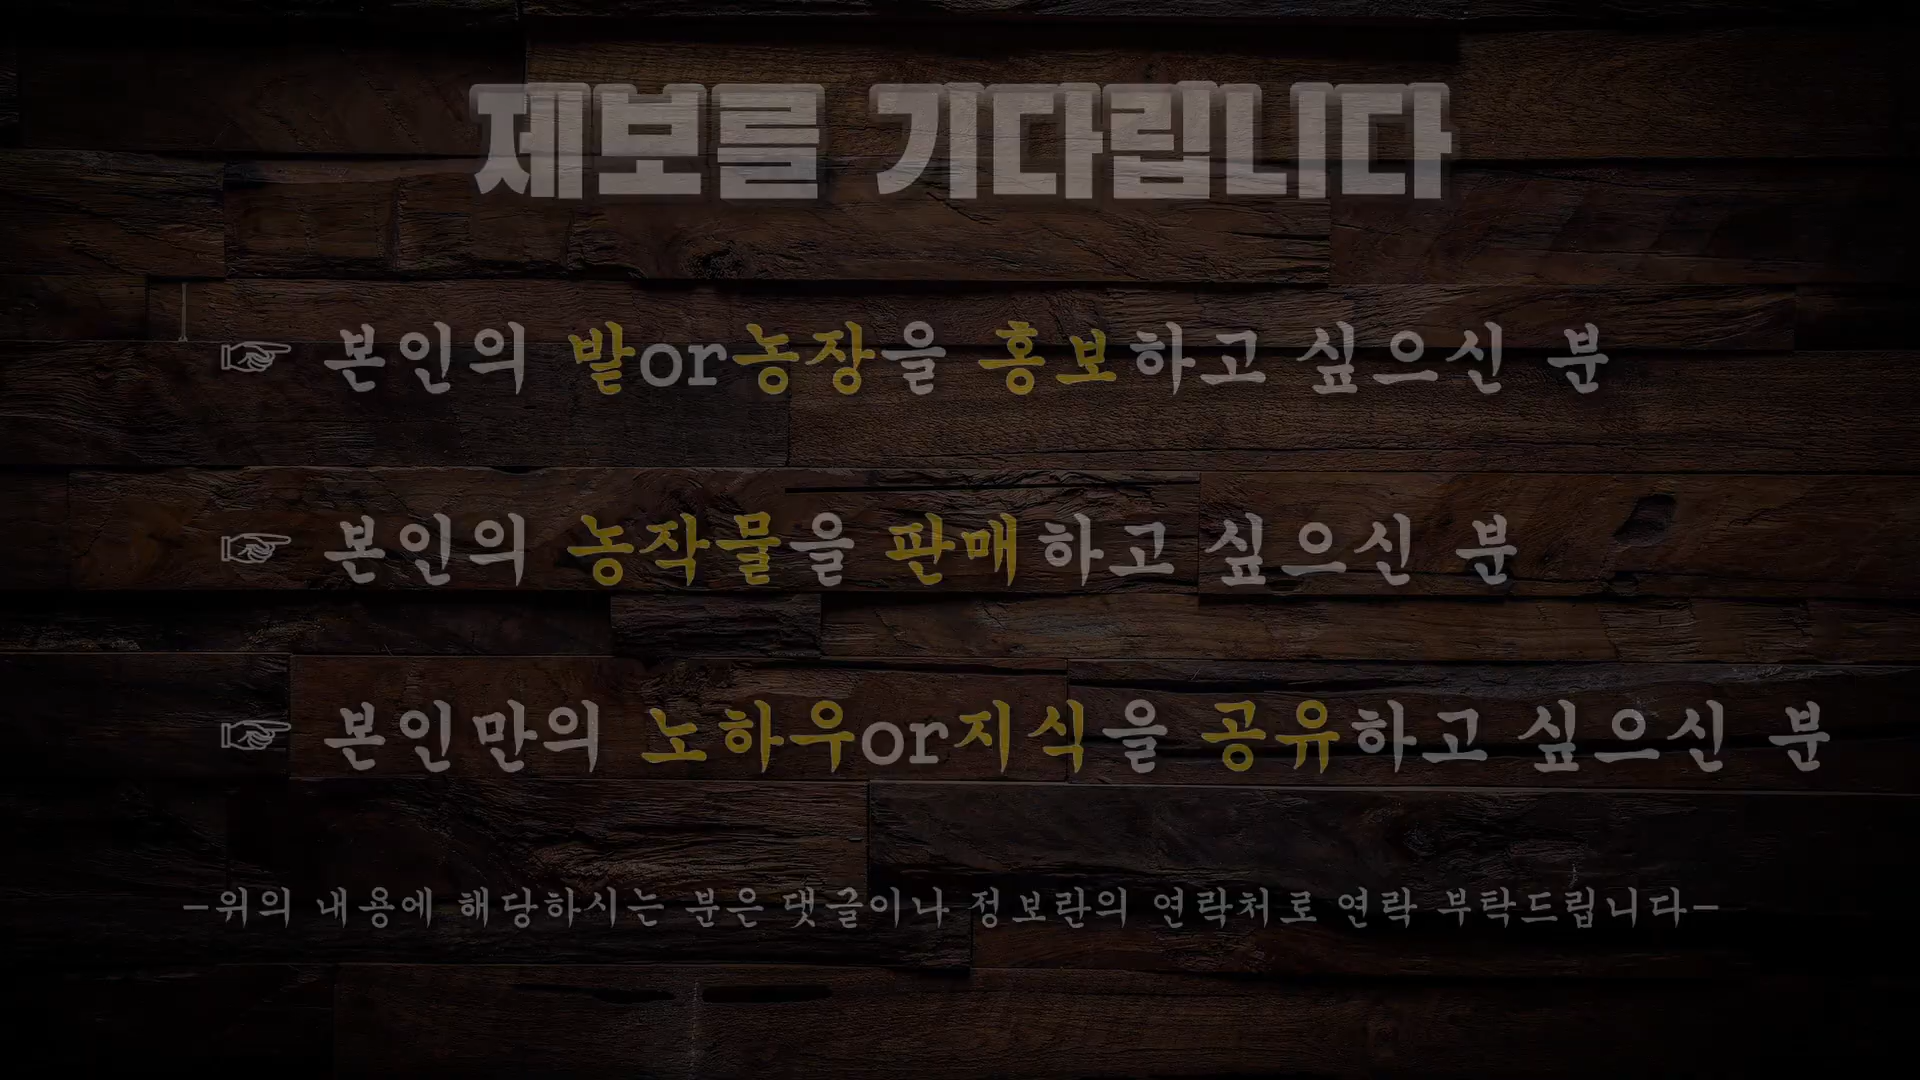 제보를 기다립니다
☞ 본인의 밭or농장을 홍보하고 싶으신 분
☞ 본인의 농작물을 판매하고 싶으신 분
☞ 본인만의 노하우or지식을 공유하고 싶으신 분
-위의 내용에 해당하시는 분은 댓글이나 정보란의 연락처로 연락 부탁드립니다-